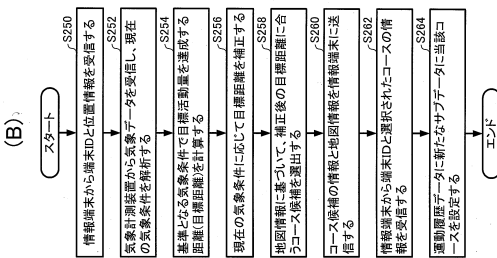 (B)
スタート
S250
情報端末から端末IDと位置情報を受信する
S252
気象計測装置から気象データを受信し、現在
の気象条件を解析する
S254
基準となる気象条件で目標活動量を達成する
距離(目標距離)を計算する
S256
現在の気象条件に応じて目標距離を補正する
S258
地図情報に基づいて、補正後の目標距離に合
うコース候補を選出する
S260
コース候補の情報と地図情報を情報端末に送
信する
S262
情報端末から端末IDと選択されたコースの情
報を受信する
S264
運動履歴データに新たなサブデータに当該コ
ースを設定する
エンド